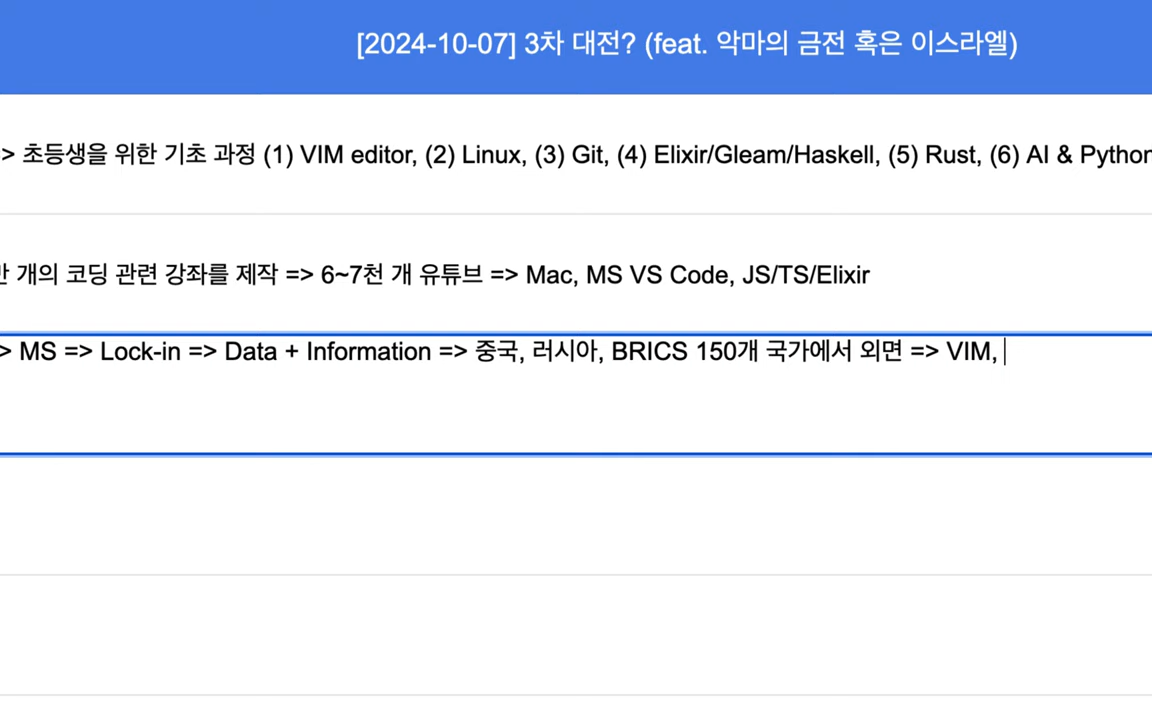 [2024-10-07] 3차 대전? (feat. 악마의 금전 혹은 이스라엘)
> 초등생을 위한 기초 과정 (1) VIM editor, (2) Linux, (3) Git, (4) Elixir/Gleam/Haskell, (5) Rust, (6) AI & Python
개의 코딩 관련 강좌를 제작 => 6~7천 개 유튜브 => Mac, MS VS Code, JS/TS/Elixir
> MS => Lock-in => Data + Information => 중국, 러시아, BRICS 150개 국가에서 외면 => VIM,